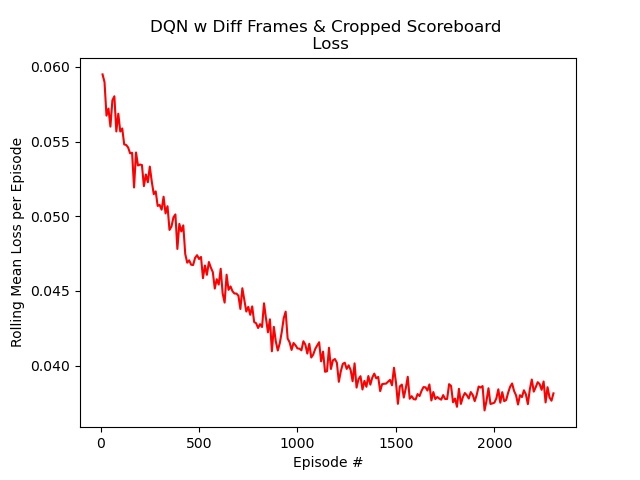 DQN w Diff Frames & Cropped Scoreboard
Loss
0.060
0.055
0.050
0.045
0.040
Rolling Mean Loss per Episode
0
500
1000
1500
2000
Episode #